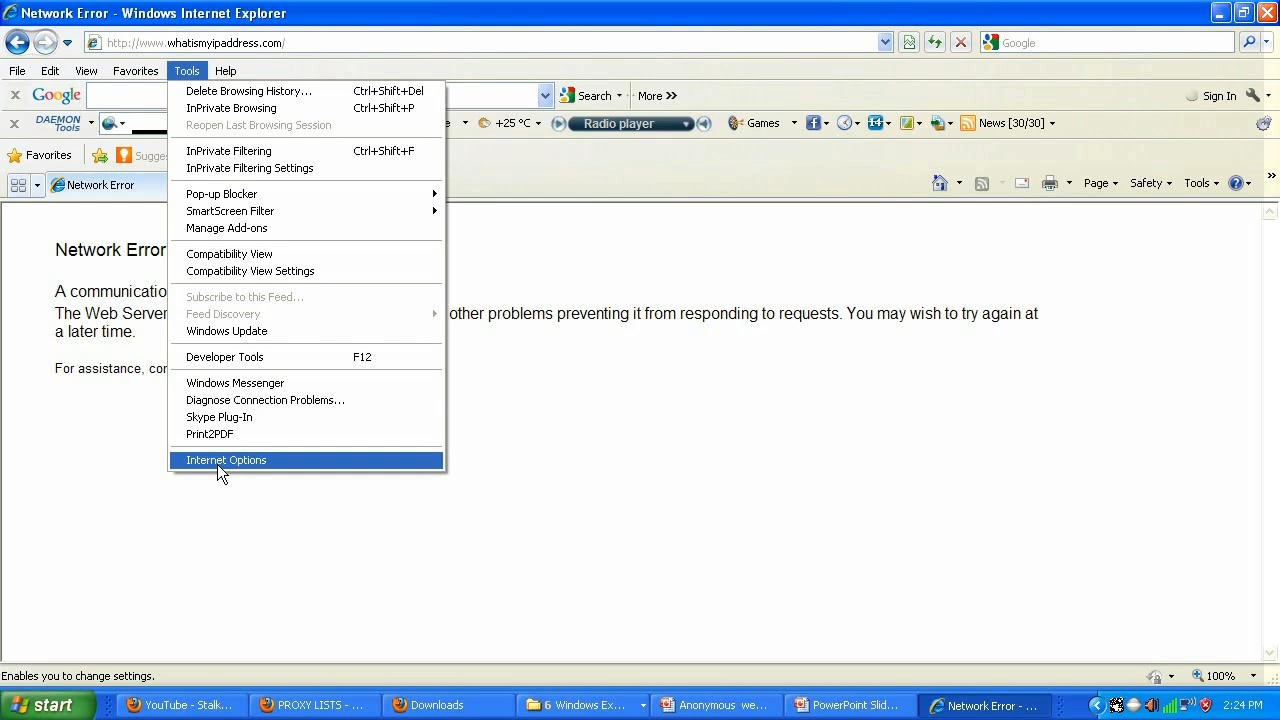 Network Error - Windows Internet Explorer
http://www.whatismyipaddress.com/
Google
File Edit View Favorites Tools Help
Google Search More Sign In
DAEMON Tools +25 °C Radio player Games 14 News [30/30]
Favorites Sugges
Network Error Page Safety Tools
Delete Browsing History... Ctrl+Shift+Del
InPrivate Browsing Ctrl+Shift+P
Reopen Last Browsing Session
InPrivate Filtering Ctrl+Shift+F
InPrivate Filtering Settings
Pop-up Blocker
SmartScreen Filter
Manage Add-ons
Compatibility View
Compatibility View Settings
Subscribe to this Feed...
Feed Discovery
Windows Update
Developer Tools F12
Windows Messenger
Diagnose Connection Problems...
Skype Plug-In
Print2PDF
Internet Options
Network Error
A communicatio
The Web Server other problems preventing it from responding to requests. You may wish to try again at
a later time.
For assistance, con
Enables you to change settings. 100%
start YouTube - Stalk... PROXY LISTS - ... Downloads 6 Windows Ex... Anonymous we... PowerPoint Slid... Network Error - ... 2:24 PM